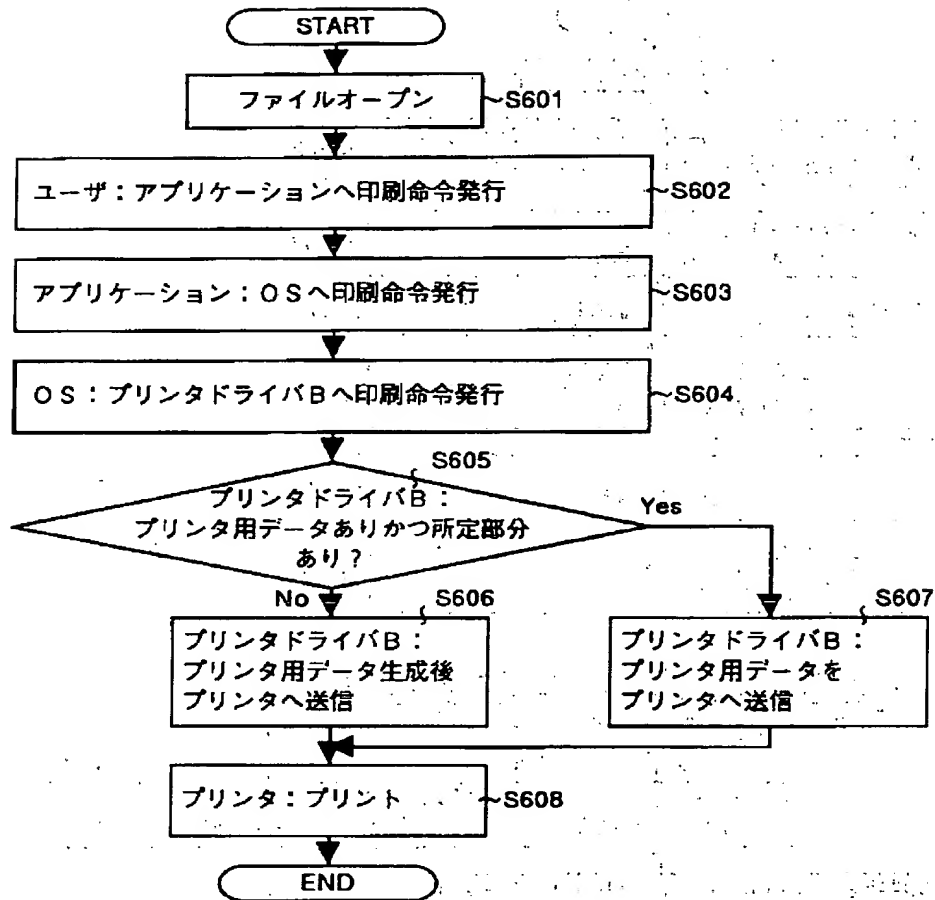 START
ファイルオープン
~S601
ユーザ：アプリケーションへ印刷命令発行
~S602
アプリケーション：ＯＳへ印刷命令発行
~S603
ＯＳ：プリンタドライバＢへ印刷命令発行
~S604
S605
プリンタドライバＢ：
プリンタ用データありかつ所定部分
あり？
Yes
No
S606
プリンタドライバＢ：
プリンタ用データ生成後
プリンタへ送信
S607
プリンタドライバＢ：
プリンタ用データを
プリンタへ送信
プリンタ：プリント
~S608
END